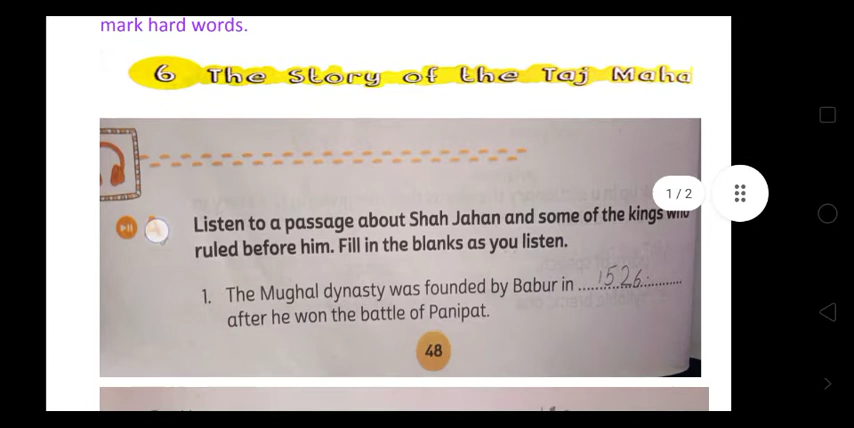 mark hard words.
6 The Story of the Taj Maha
1 / 2
Listen to a passage about Shah Jahan and some of the kings who
ruled before him. Fill in the blanks as you listen.
1. The Mughal dynasty was founded by Babur in ......1526..............
after he won the battle of Panipat.
48